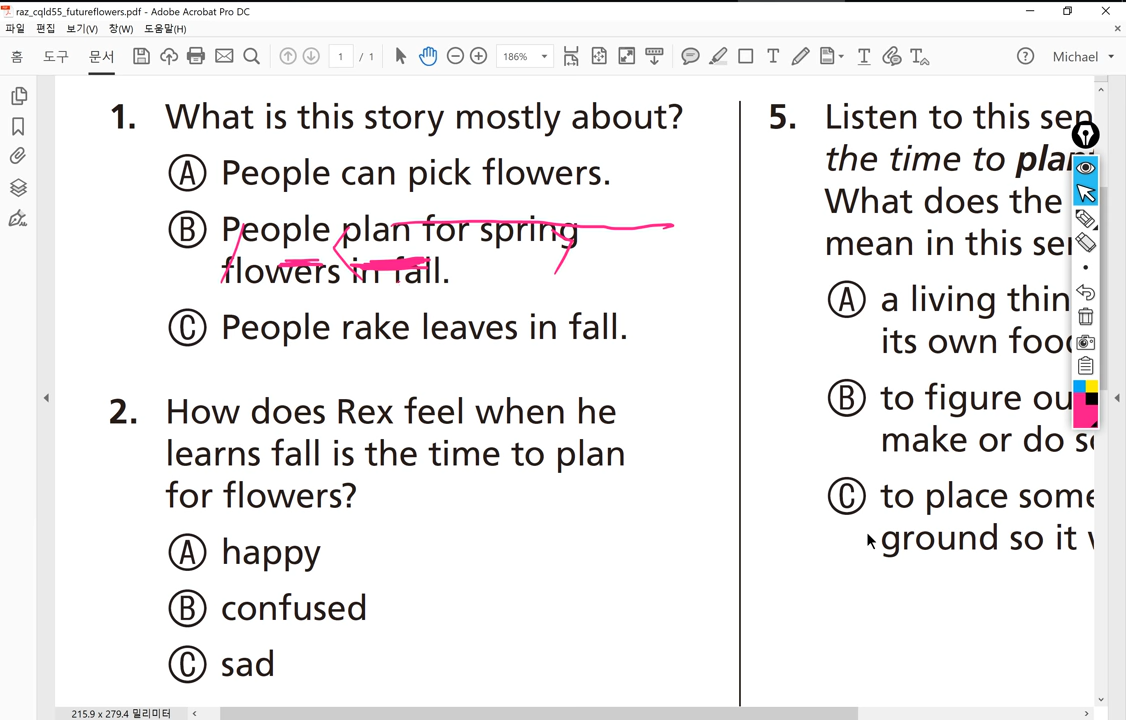 raz_cqld55_futureflowers.pdf - Adobe Acrobat Pro DC
파일 편집 보기(V) 창(W) 도움말(H)
홈 도구 문서 1 / 1 186% Michael
1. What is this story mostly about?
Ⓐ People can pick flowers.
Ⓑ People plan for spring
flowers in fall.
Ⓒ People rake leaves in fall.
2. How does Rex feel when he
learns fall is the time to plan
for flowers?
Ⓐ happy
Ⓑ confused
Ⓒ sad
5. Listen to this sen
the time to plan
What does the
mean in this se
Ⓐ a living thin
its own foo
Ⓑ to figure ou
make or do s
Ⓒ to place some
ground so it
215.9 x 279.4 밀리미터